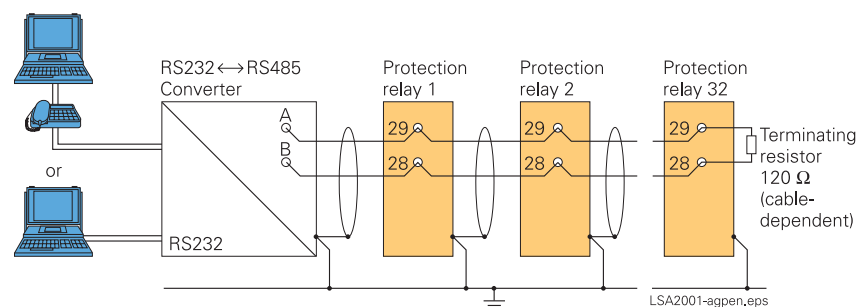 RS232⟷RS485
Converter
Protection
relay 1
Protection
relay 2
Protection
relay 32
A
B
29
28
29
28
29
28
Terminating
resistor
120 Ω
(cable-
dependent)
or
RS232
LSA2001-agpen.eps